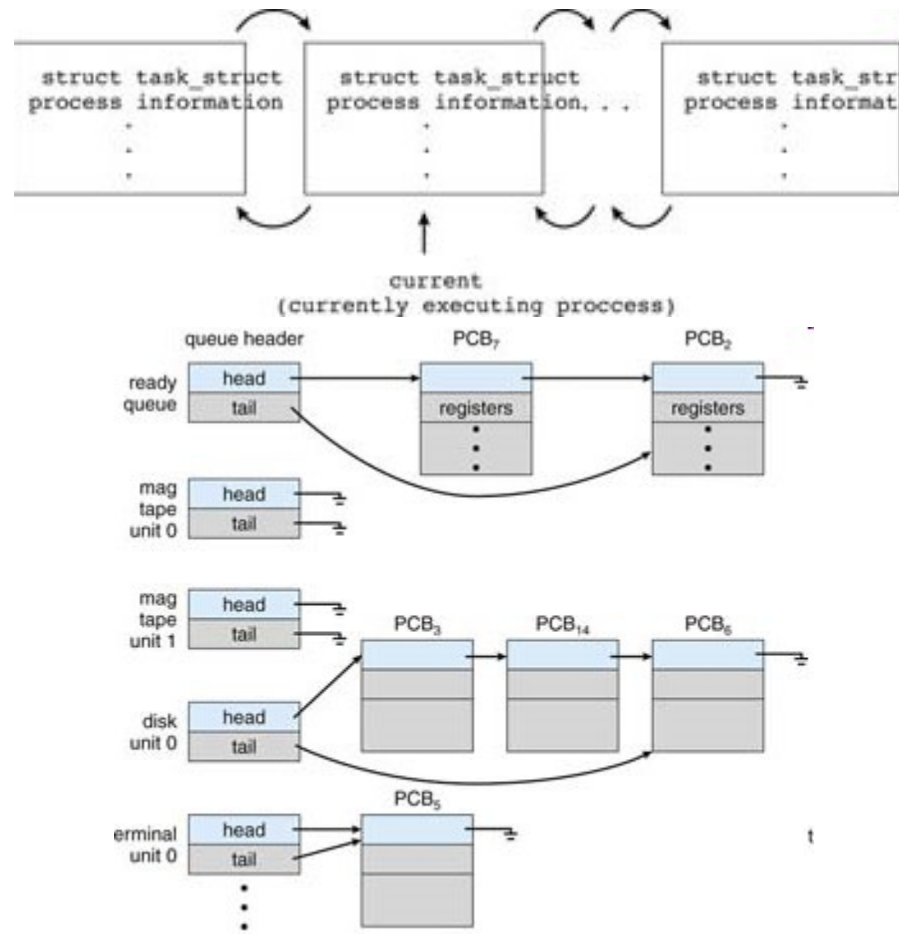 struct task_struct
process information
.
.
.
struct task_struct
process information. . .
.
.
.
struct task_str
process informat
.
.
.
current
(currently executing proccess)
queue header
PCB7
PCB2
ready
queue
head
tail
registers
registers
mag
tape
unit 0
head
tail
mag
tape
unit 1
head
tail
PCB3
PCB14
PCB6
disk
unit 0
head
tail
PCB5
erminal
unit 0
head
tail
t